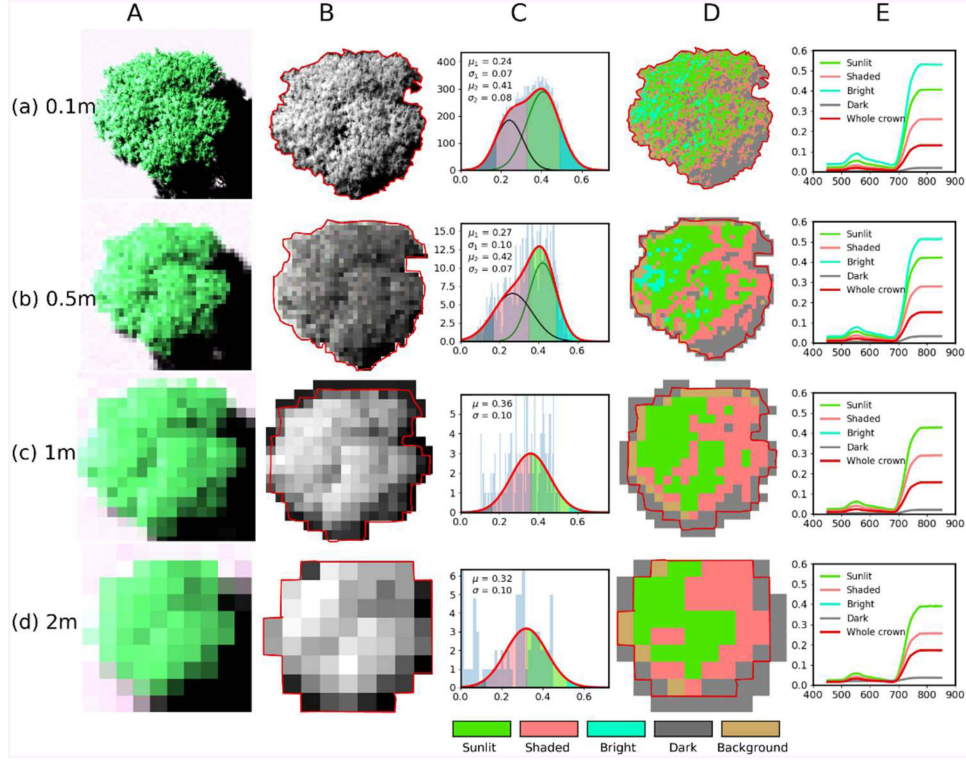 A B C D E
(a) 0.1m
μ₁ = 0.24
σ₁ = 0.07
μ₂ = 0.41
σ₂ = 0.08
400
300
200
100
0
0.0 0.2 0.4 0.6
0.6
0.5
0.4
0.3
0.2
0.1
0.0
Sunlit
Shaded
Bright
Dark
Whole crown
400 500 600 700 800 900
(b) 0.5m
μ₁ = 0.27
σ₁ = 0.10
μ₂ = 0.42
σ₂ = 0.07
15.0
12.5
10.0
7.5
5.0
2.5
0.0
0.0 0.2 0.4 0.6
0.6
0.5
0.4
0.3
0.2
0.1
0.0
Sunlit
Shaded
Bright
Dark
Whole crown
400 500 600 700 800 900
(c) 1m
μ = 0.36
σ = 0.10
5
4
3
2
1
0
0.0 0.2 0.4 0.6
0.6
0.5
0.4
0.3
0.2
0.1
0.0
Sunlit
Shaded
Bright
Dark
Whole crown
400 500 600 700 800 900
(d) 2m
μ = 0.32
σ = 0.10
5
4
3
2
1
0
0.0 0.2 0.4 0.6
0.6
0.5
0.4
0.3
0.2
0.1
0.0
Sunlit
Shaded
Bright
Dark
Whole crown
400 500 600 700 800 900
Sunlit Shaded Bright Dark Background